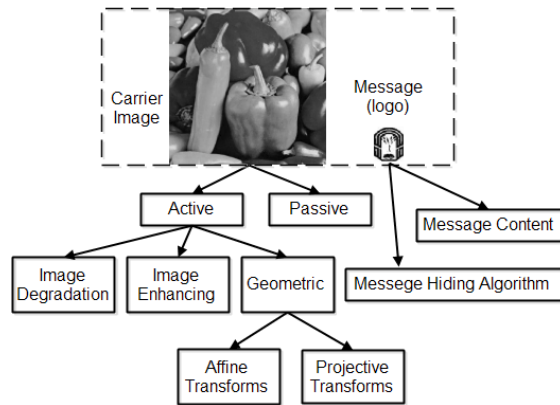 Carrier
Image
Message
(logo)
Active
Passive
Message Content
Image
Degradation
Image
Enhancing
Geometric
Messege Hiding Algorithm
Affine
Transforms
Projective
Transforms